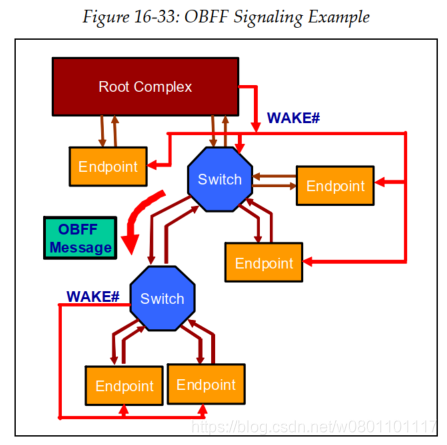 Figure 16-33: OBFF Signaling Example
Root Complex
WAKE#
Endpoint
Switch
Endpoint
OBFF
Message
Endpoint
WAKE#
Switch
Endpoint
Endpoint
https://blog.csdn.net/w0801101117